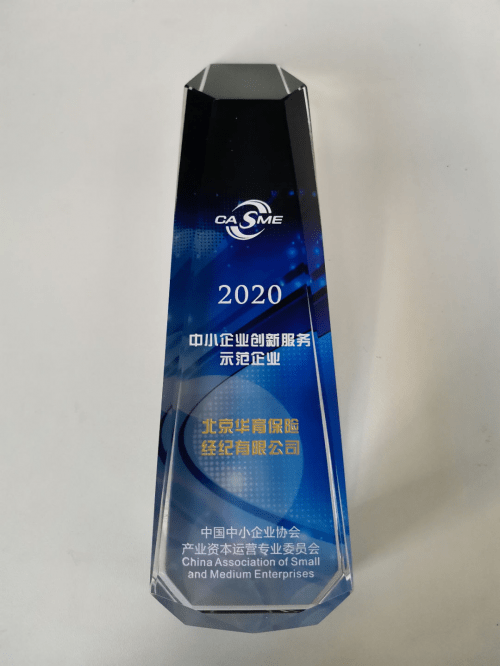 CASME
2020
中小企业创新服务
示范企业
北京华育保险
经纪有限公司
中国中小企业协会
产业资本运营专业委员会
China Association of Small
and Medium Enterprises